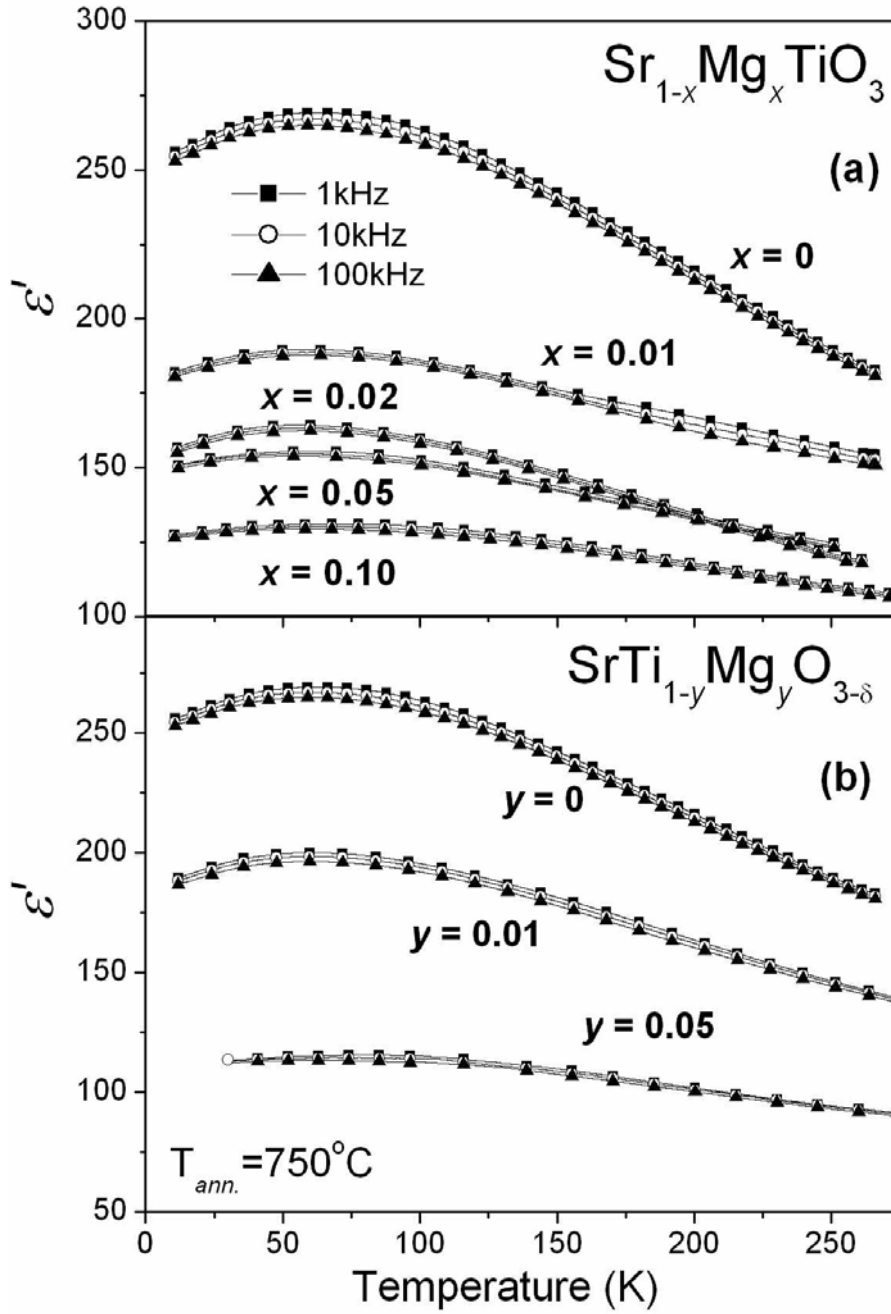 300
Sr1-xMgxTiO3
(a)
250
1kHz
10kHz
100kHz
x = 0
ε'
200
x = 0.01
x = 0.02
150
x = 0.05
x = 0.10
100
SrTi1-yMgyO3-δ
250
(b)
y = 0
200
ε'
y = 0.01
150
y = 0.05
100
Tann.=750°C
50
0 50 100 150 200 250
Temperature (K)